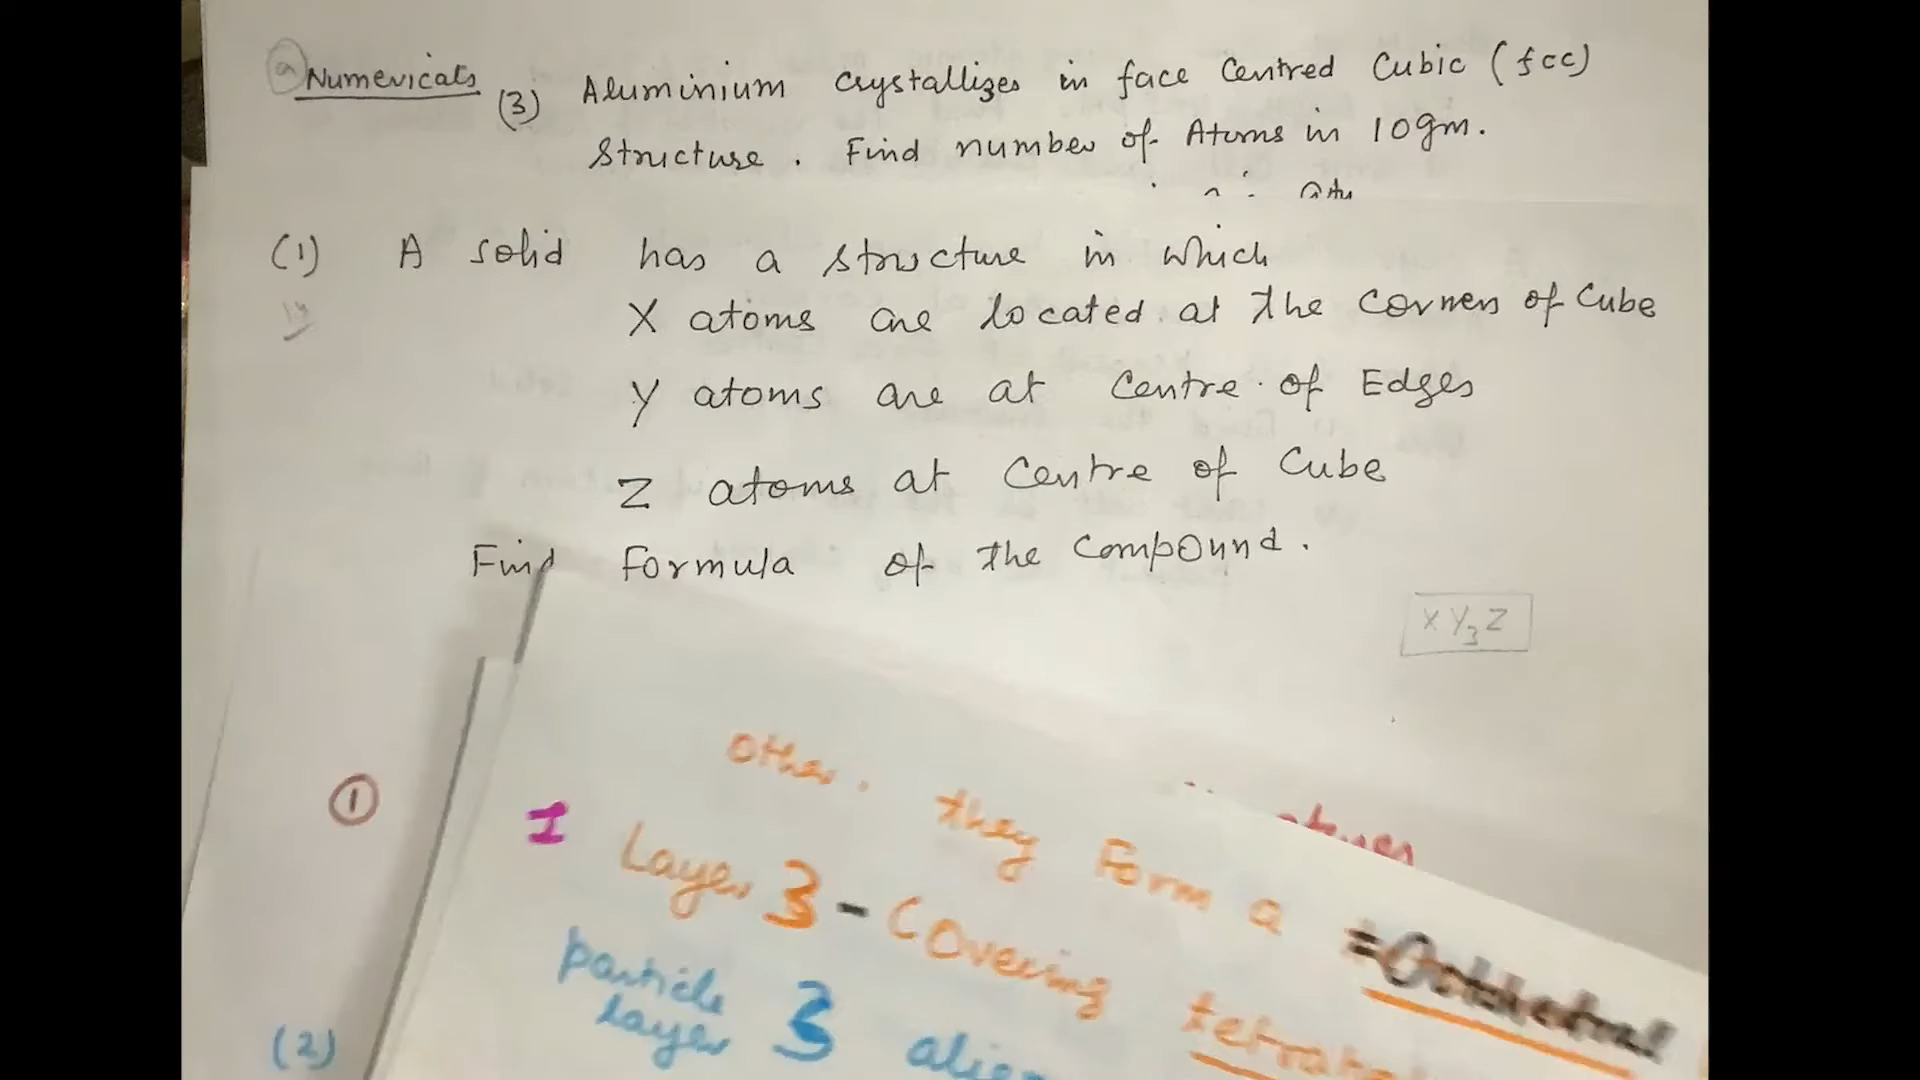 a Numericals (3) Aluminium crystallizes in face Centred Cubic (fcc)
Structure. Find number of Atoms in 10gm.
(1) A solid has a structure in which
X atoms are located at the corners of Cube
Y atoms are at Centre of Edges
Z atoms at Centre of Cube
Find Formula of the Compound.
XY3Z
other. they Form a = Octahedral
1
I Layer 3 - Covering
particle layer 3
(2)